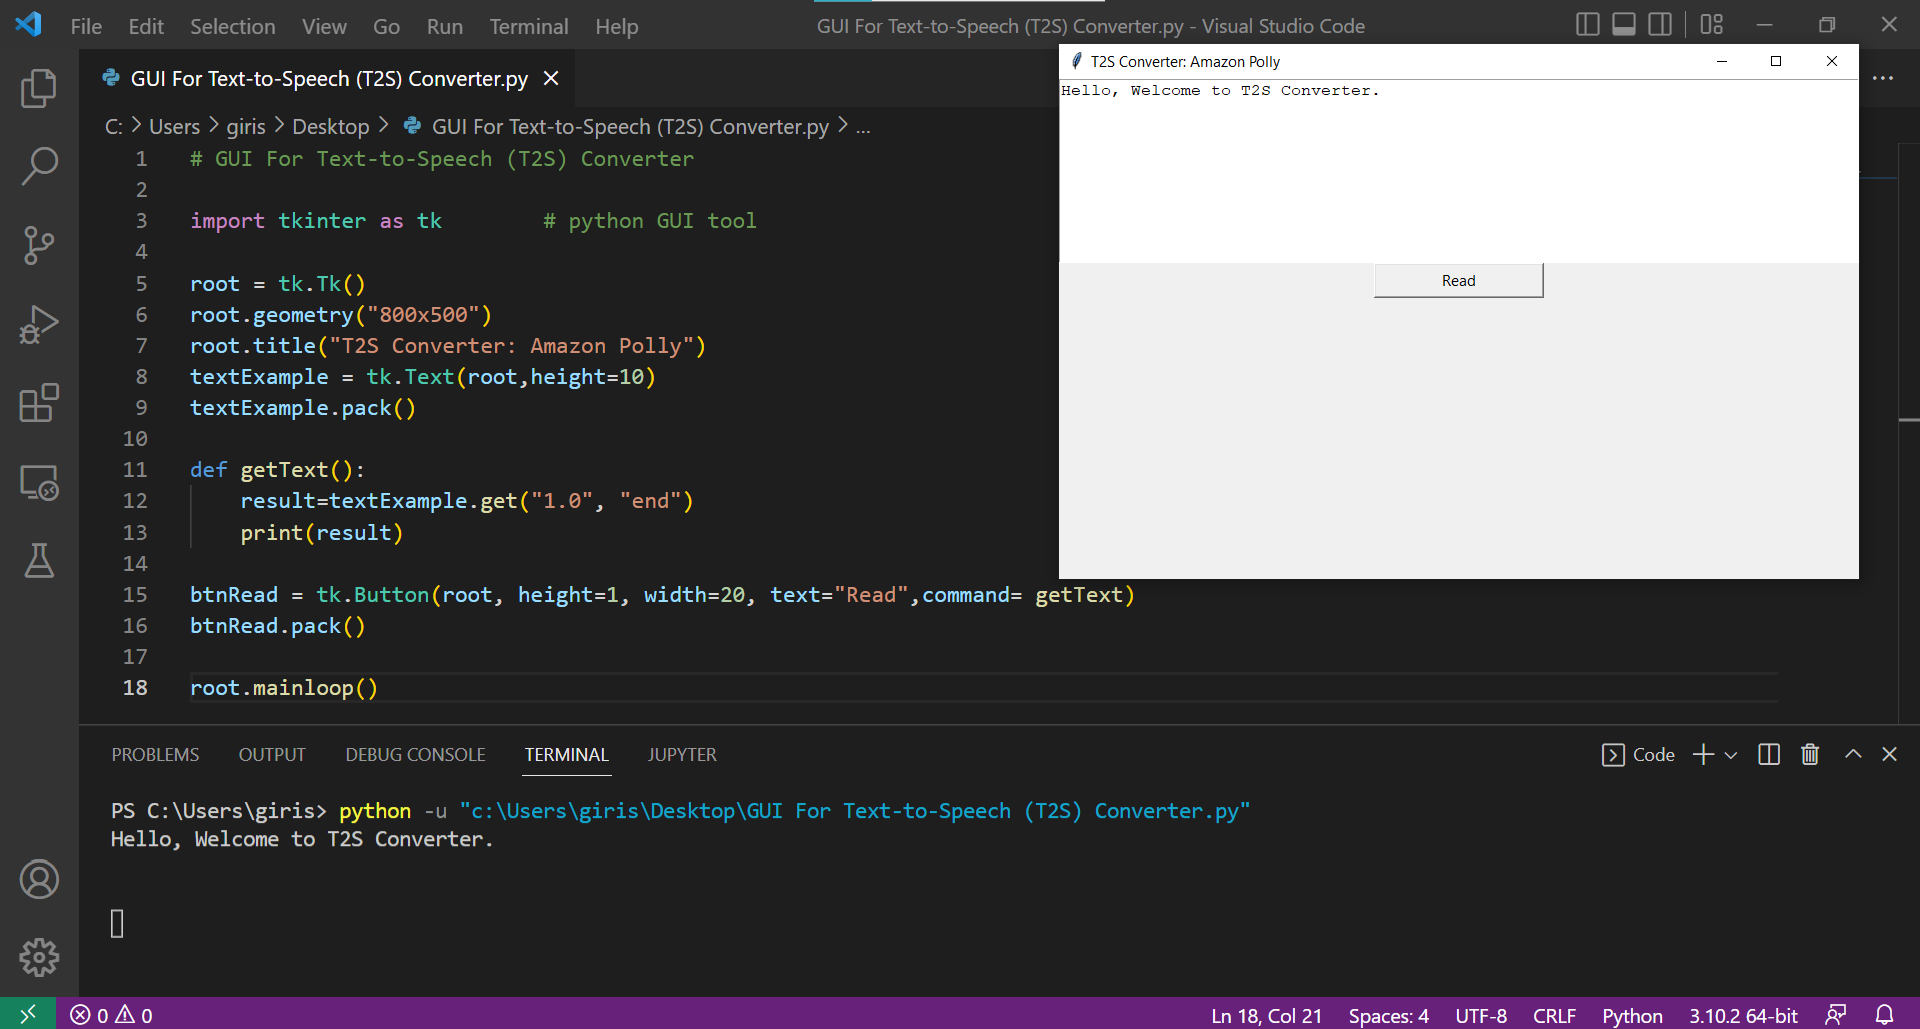 File Edit Selection View Go Run Terminal Help
GUI For Text-to-Speech (T2S) Converter.py - Visual Studio Code
GUI For Text-to-Speech (T2S) Converter.py
C: > Users > giris > Desktop > GUI For Text-to-Speech (T2S) Converter.py > ...
1 # GUI For Text-to-Speech (T2S) Converter
2
3 import tkinter as tk        # python GUI tool
4
5 root = tk.Tk()
6 root.geometry("800x500")
7 root.title("T2S Converter: Amazon Polly")
8 textExample = tk.Text(root,height=10)
9 textExample.pack()
10
11 def getText():
12     result=textExample.get("1.0", "end")
13     print(result)
14
15 btnRead = tk.Button(root, height=1, width=20, text="Read",command= getText)
16 btnRead.pack()
17
18 root.mainloop()
T2S Converter: Amazon Polly
Hello, Welcome to T2S Converter.
Read
PROBLEMS OUTPUT DEBUG CONSOLE TERMINAL JUPYTER
Code
PS C:\Users\giris> python -u "c:\Users\giris\Desktop\GUI For Text-to-Speech (T2S) Converter.py"
Hello, Welcome to T2S Converter.
0 0
Ln 18, Col 21 Spaces: 4 UTF-8 CRLF Python 3.10.2 64-bit